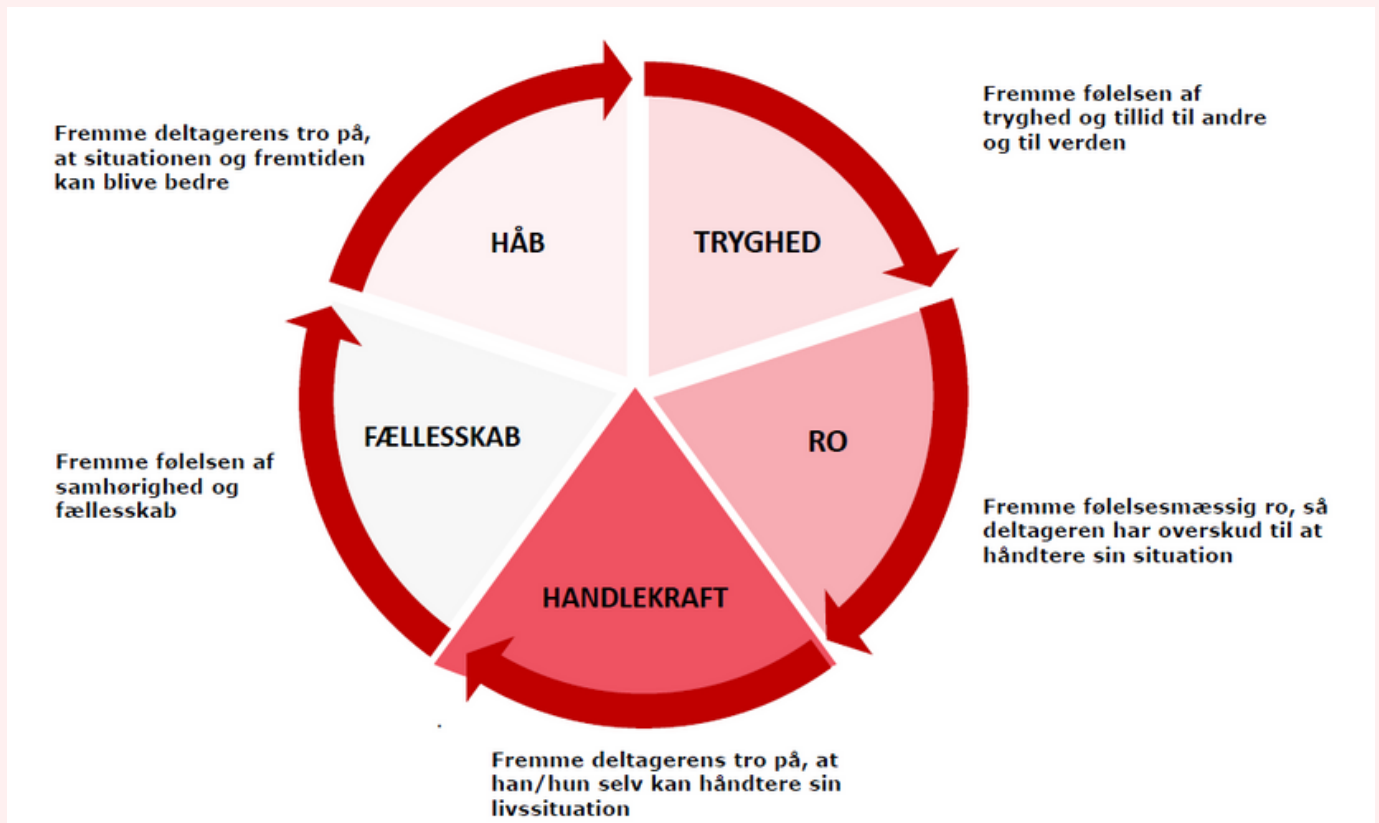 Fremme deltagerens tro på,
at situationen og fremtiden
kan blive bedre
Fremme følelsen af
tryghed og tillid til andre
og til verden
HÅB
TRYGHED
FÆLLESSKAB
RO
Fremme følelsen af
samhørighed og
fællesskab
Fremme følelsesmæssig ro, så
deltageren har overskud til at
håndtere sin situation
HANDLEKRAFT
Fremme deltagerens tro på, at
han/hun selv kan håndtere sin
livssituation